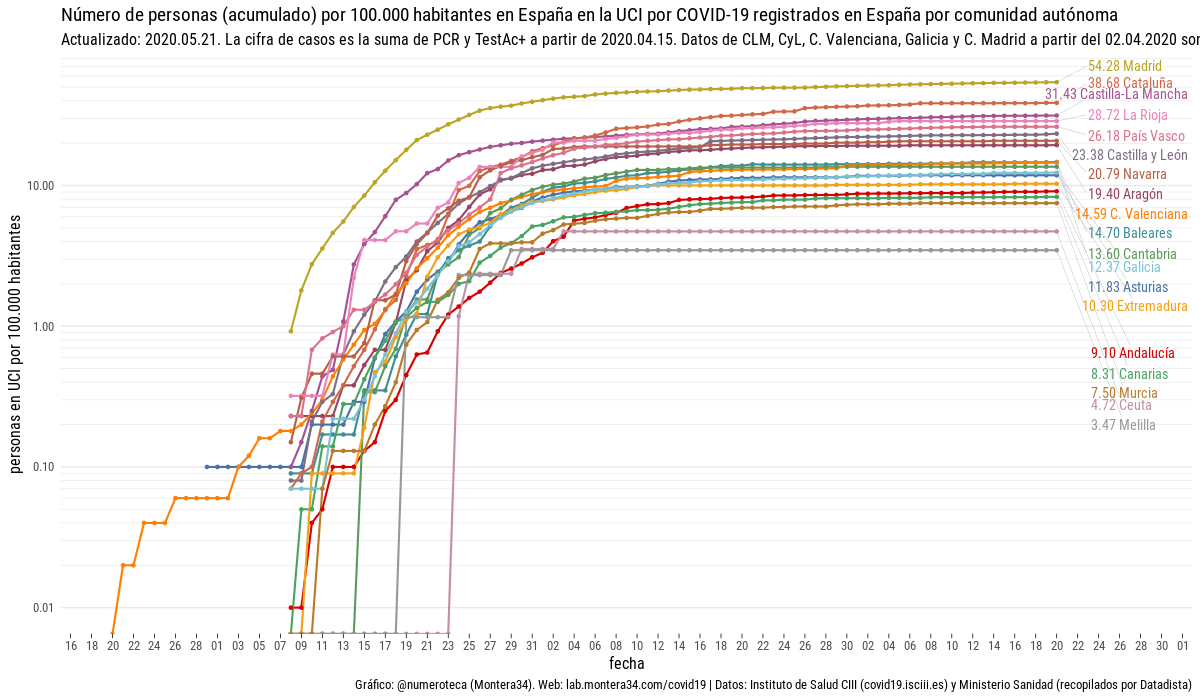 Número de personas (acumulado) por 100.000 habitantes en España en la UCI por COVID-19 registrados en España por comunidad autónoma
Actualizado: 2020.05.21. La cifra de casos es la suma de PCR y TestAc+ a partir de 2020.04.15. Datos de CLM, CyL, C. Valenciana, Galicia y C. Madrid a partir del 02.04.2020 son
personas en UCI por 100.000 habitantes
10.00
1.00
0.10
0.01
54.28 Madrid
38.68 Cataluña
31.43 Castilla-La Mancha
28.72 La Rioja
26.18 País Vasco
23.38 Castilla y León
20.79 Navarra
19.40 Aragón
14.59 C. Valenciana
14.70 Baleares
13.60 Cantabria
12.37 Galicia
11.83 Asturias
10.30 Extremadura
9.10 Andalucía
8.31 Canarias
7.50 Murcia
4.72 Ceuta
3.47 Melilla
16 18 20 22 24 26 28 01 03 05 07 09 11 13 15 17 19 21 23 25 27 29 31 02 04 06 08 10 12 14 16 18 20 22 24 26 28 30 02 04 06 08 10 12 14 16 18 20 22 24 26 28 30 01
fecha
Gráfico: @numeroteca (Montera34). Web: lab.montera34.com/covid19 | Datos: Instituto de Salud CIII (covid19.isciii.es) y Ministerio Sanidad (recopilados por Datadista)